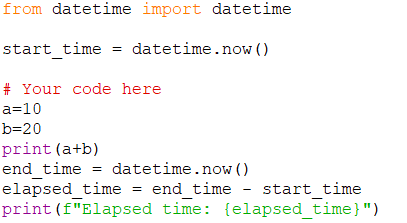 from datetime import datetime
start_time = datetime.now()
# Your code here
a=10
b=20
print(a+b)
end_time = datetime.now()
elapsed_time = end_time - start_time
print(f"Elapsed time: {elapsed_time}")